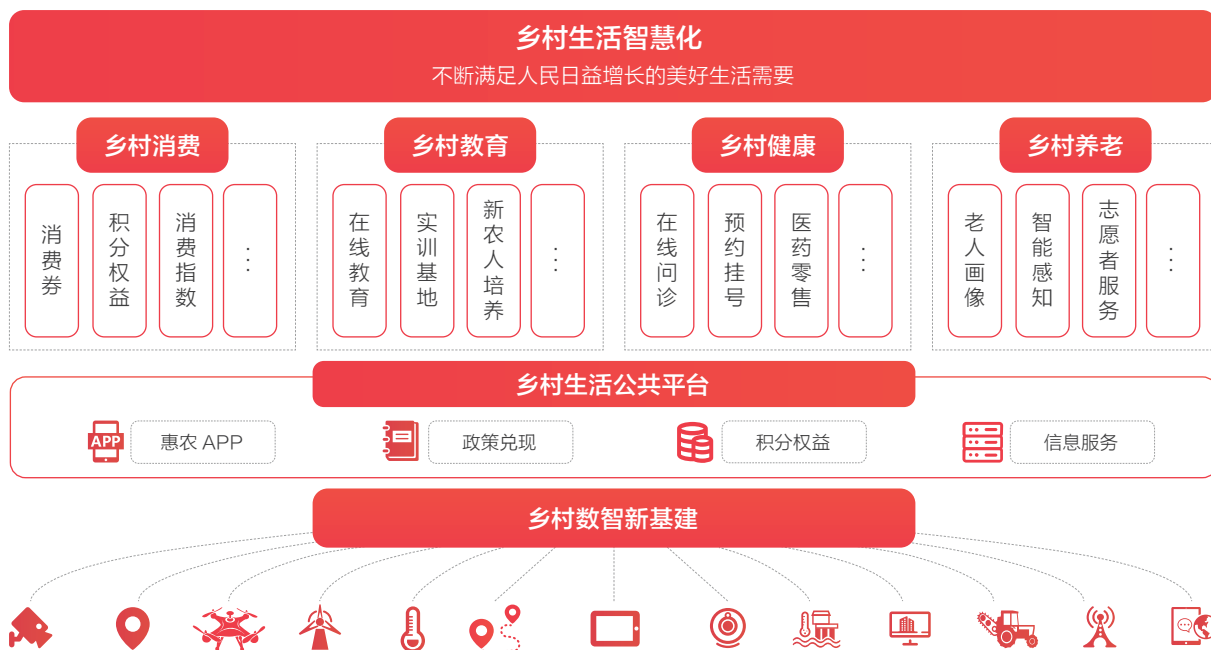 乡村生活智慧化
不断满足人民日益增长的美好生活需要
乡村消费
消费券
积分权益
消费指数
...
乡村教育
在线教育
实训基地
新农人培养
...
乡村健康
在线问诊
预约挂号
医药零售
...
乡村养老
老人画像
智能感知
志愿者服务
...
乡村生活公共平台
APP
惠农 APP
政策兑现
积分权益
信息服务
乡村数智新基建